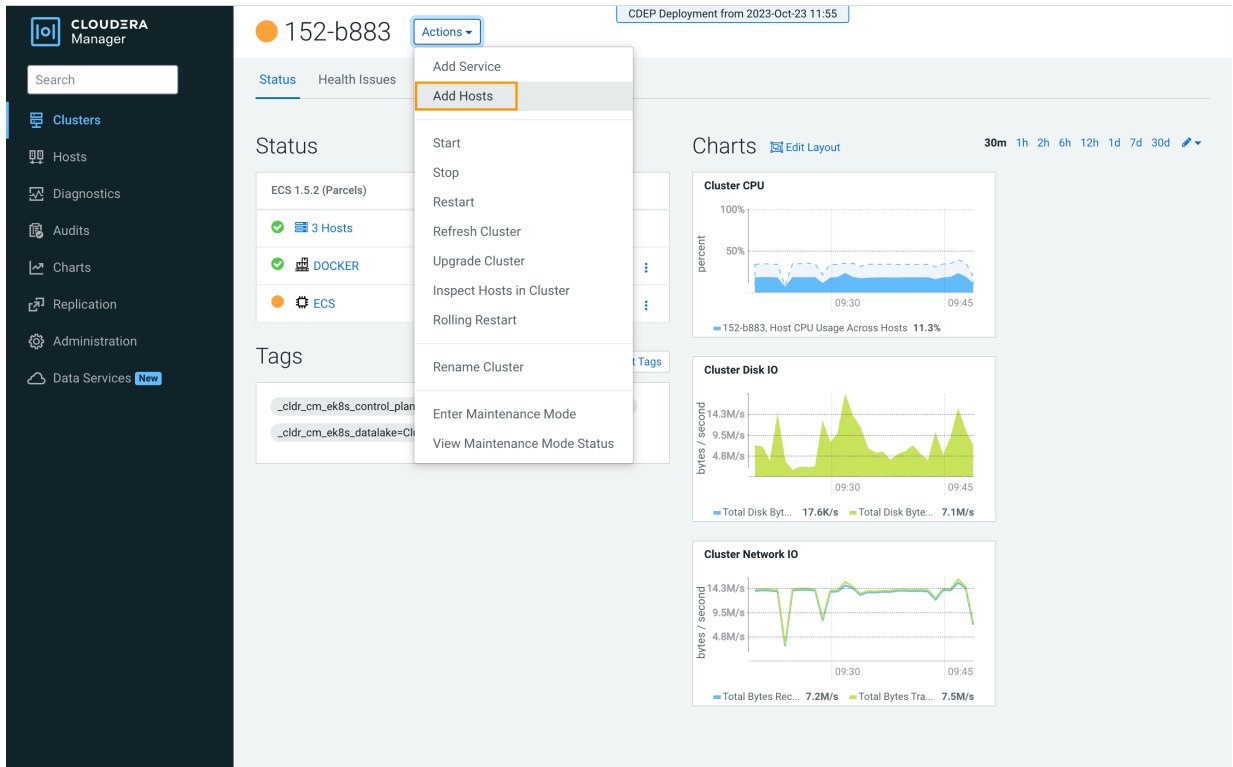 CLOUDERA
Manager
Search
Clusters
Hosts
Diagnostics
Audits
Charts
Replication
Administration
Data Services New
CDEP Deployment from 2023-Oct-23 11:55
152-b883
Actions
Status
Health Issues
Add Service
Add Hosts
Start
Stop
Restart
Refresh Cluster
Upgrade Cluster
Inspect Hosts in Cluster
Rolling Restart
Rename Cluster
Enter Maintenance Mode
View Maintenance Mode Status
Status
ECS 1.5.2 (Parcels)
3 Hosts
DOCKER
ECS
Tags
t Tags
_cldr_cm_ek8s_control_plan
_cldr_cm_ek8s_datalake=Cl
Charts
Edit Layout
30m 1h 2h 6h 12h 1d 7d 30d
Cluster CPU
percent
100%
50%
09:30
09:45
152-b883, Host CPU Usage Across Hosts 11.3%
Cluster Disk IO
bytes / second
14.3M/s
9.5M/s
4.8M/s
09:30
09:45
Total Disk Byt... 17.6K/s
Total Disk Byte... 7.1M/s
Cluster Network IO
bytes / second
14.3M/s
9.5M/s
4.8M/s
09:30
09:45
Total Bytes Rec... 7.2M/s
Total Bytes Tra... 7.5M/s